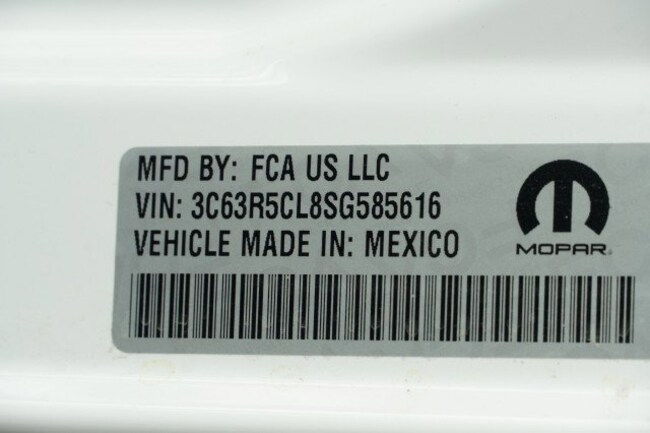 MFD BY: FCA US LLC
VIN: 3C63R5CL8SG585616
VEHICLE MADE IN: MEXICO
MOPAR